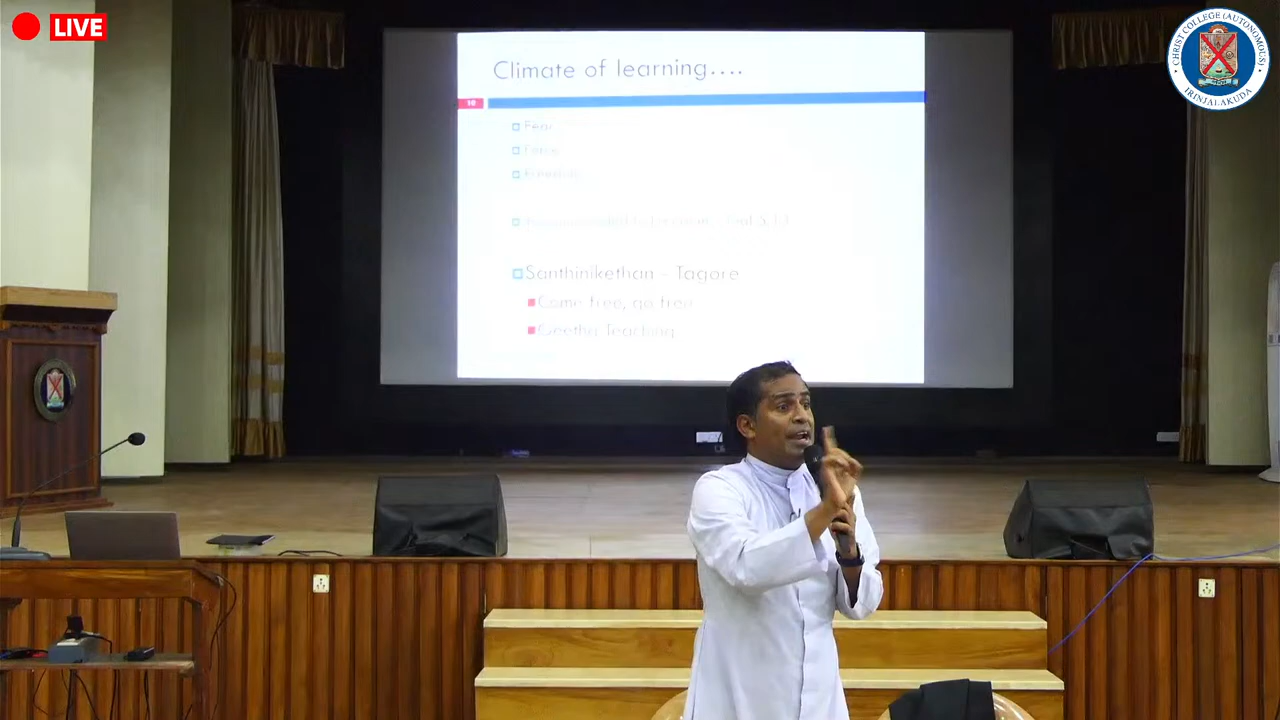 LIVE
CHRIST COLLEGE (AUTONOMOUS)
IRINJALAKUDA
Climate of learning....
10
Fear
Force
Freedom
Santhinikethan - Tagore
Come free, go free
Geetha Teaching